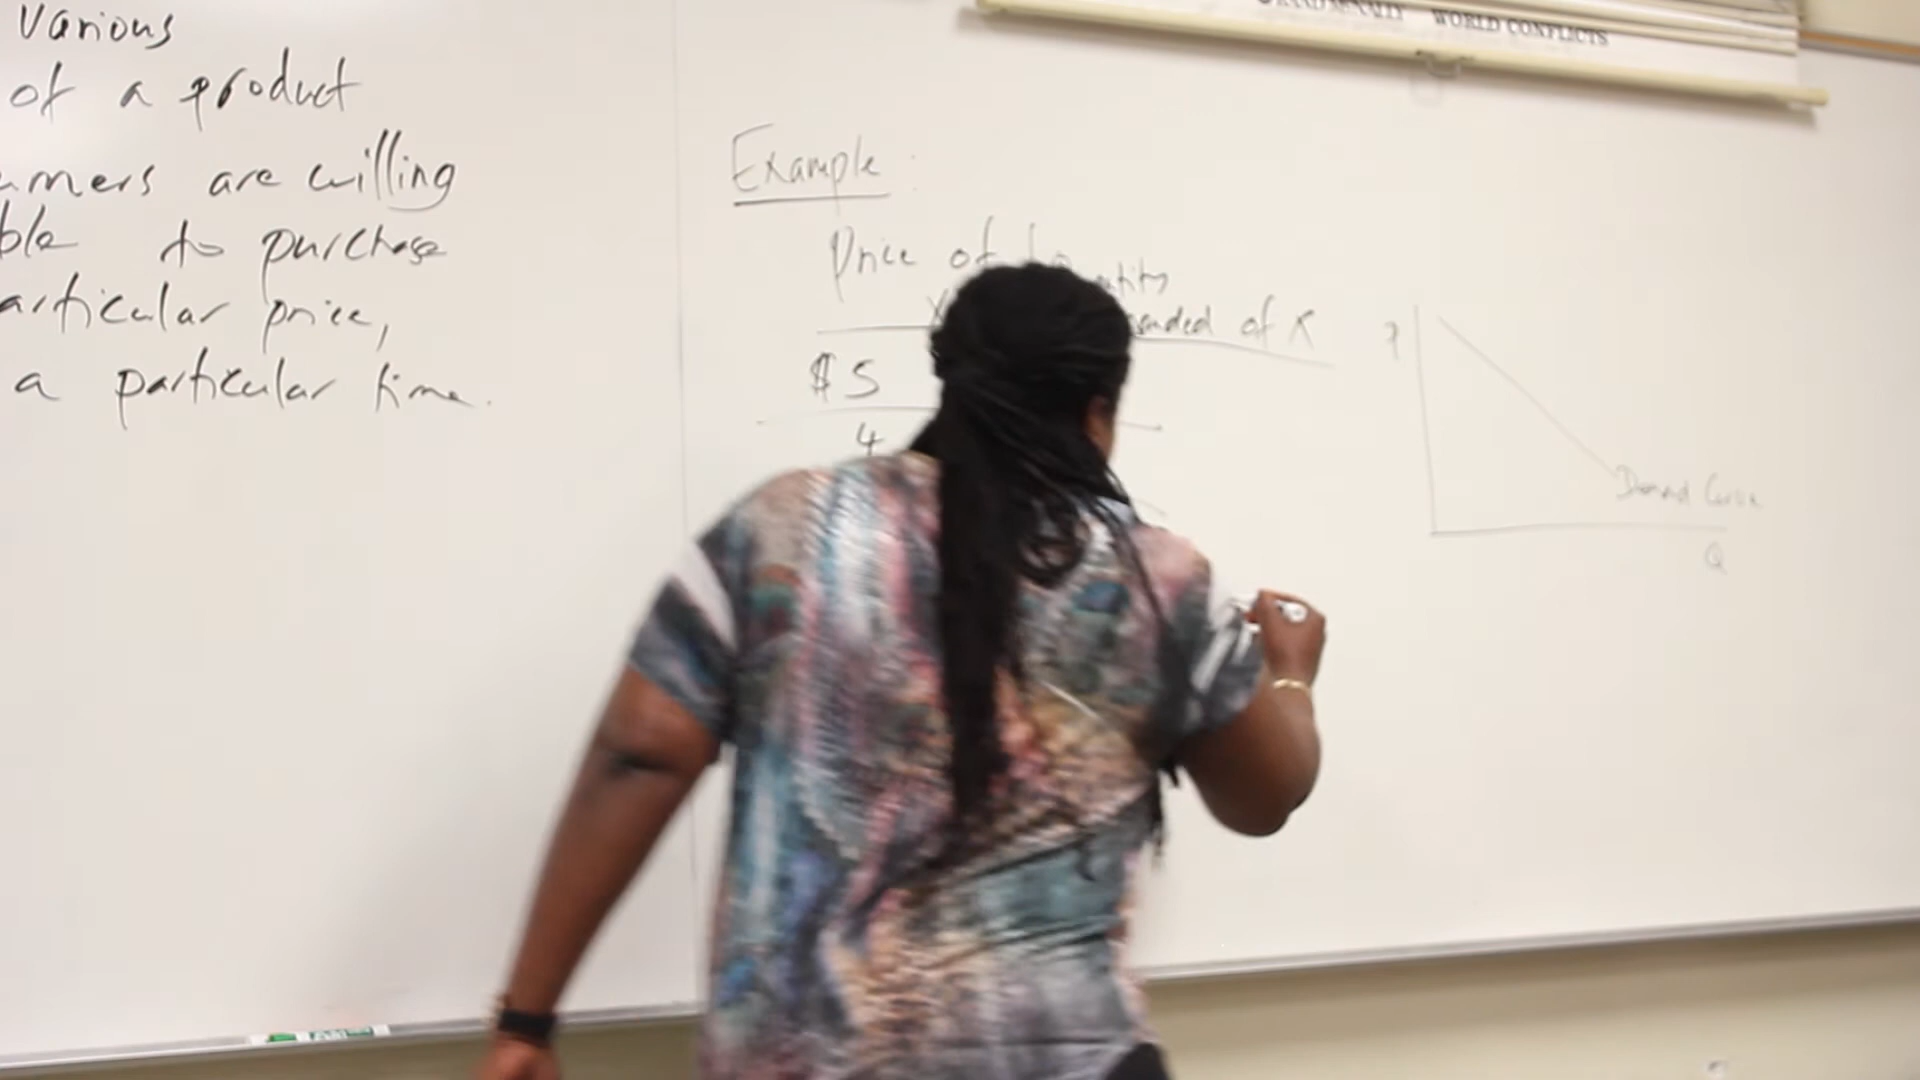 various
of a product
umers are willing
ble to purchase
articular price,
a particular time.
WORLD CONFLICTS
Example:
Price of
antity
X
anded of X
$5
4
P
Demand Curve
Q